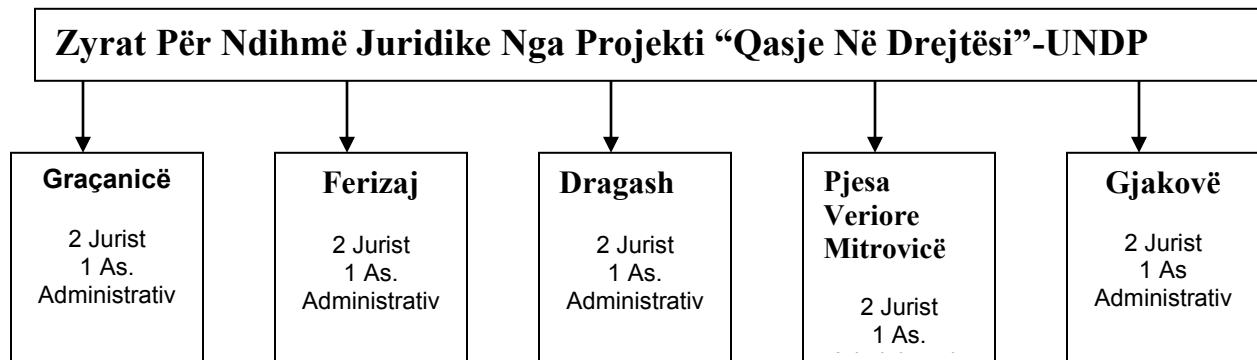 Zyrat Për Ndihmë Juridike Nga Projekti “Qasje Në Drejtësi”-UNDP
Graçanicë
2 Jurist
1 As.
Administrativ
Ferizaj
2 Jurist
1 As.
Administrativ
Dragash
2 Jurist
1 As.
Administrativ
Pjesa
Veriore
Mitrovicë
2 Jurist
1 As.
Gjakovë
2 Jurist
1 As
Administrativ